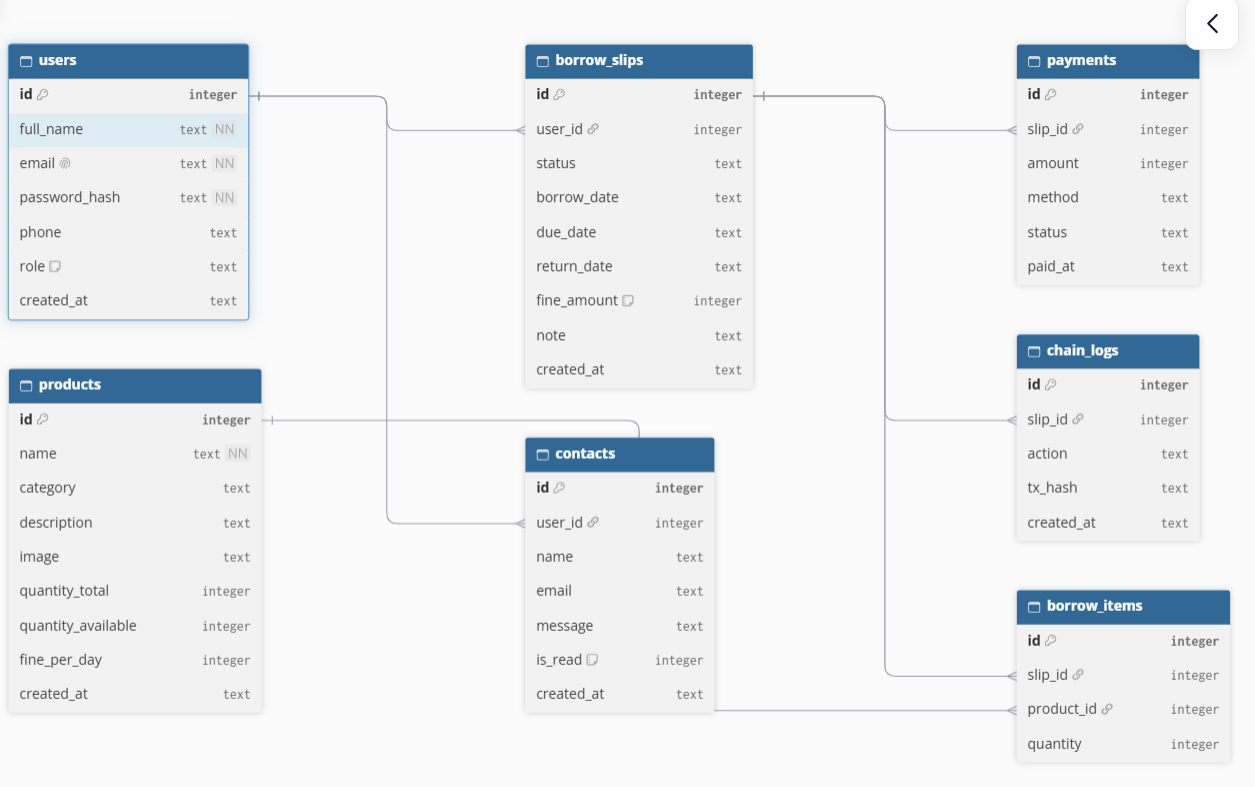 users
id integer
full_name text NN
email text NN
password_hash text NN
phone text
role text
created_at text
products
id integer
name text NN
category text
description text
image text
quantity_total integer
quantity_available integer
fine_per_day integer
created_at text
borrow_slips
id integer
user_id integer
status text
borrow_date text
due_date text
return_date text
fine_amount integer
note text
created_at text
contacts
id integer
user_id integer
name text
email text
message text
is_read integer
created_at text
payments
id integer
slip_id integer
amount integer
method text
status text
paid_at text
chain_logs
id integer
slip_id integer
action text
tx_hash text
created_at text
borrow_items
id integer
slip_id integer
product_id integer
quantity integer